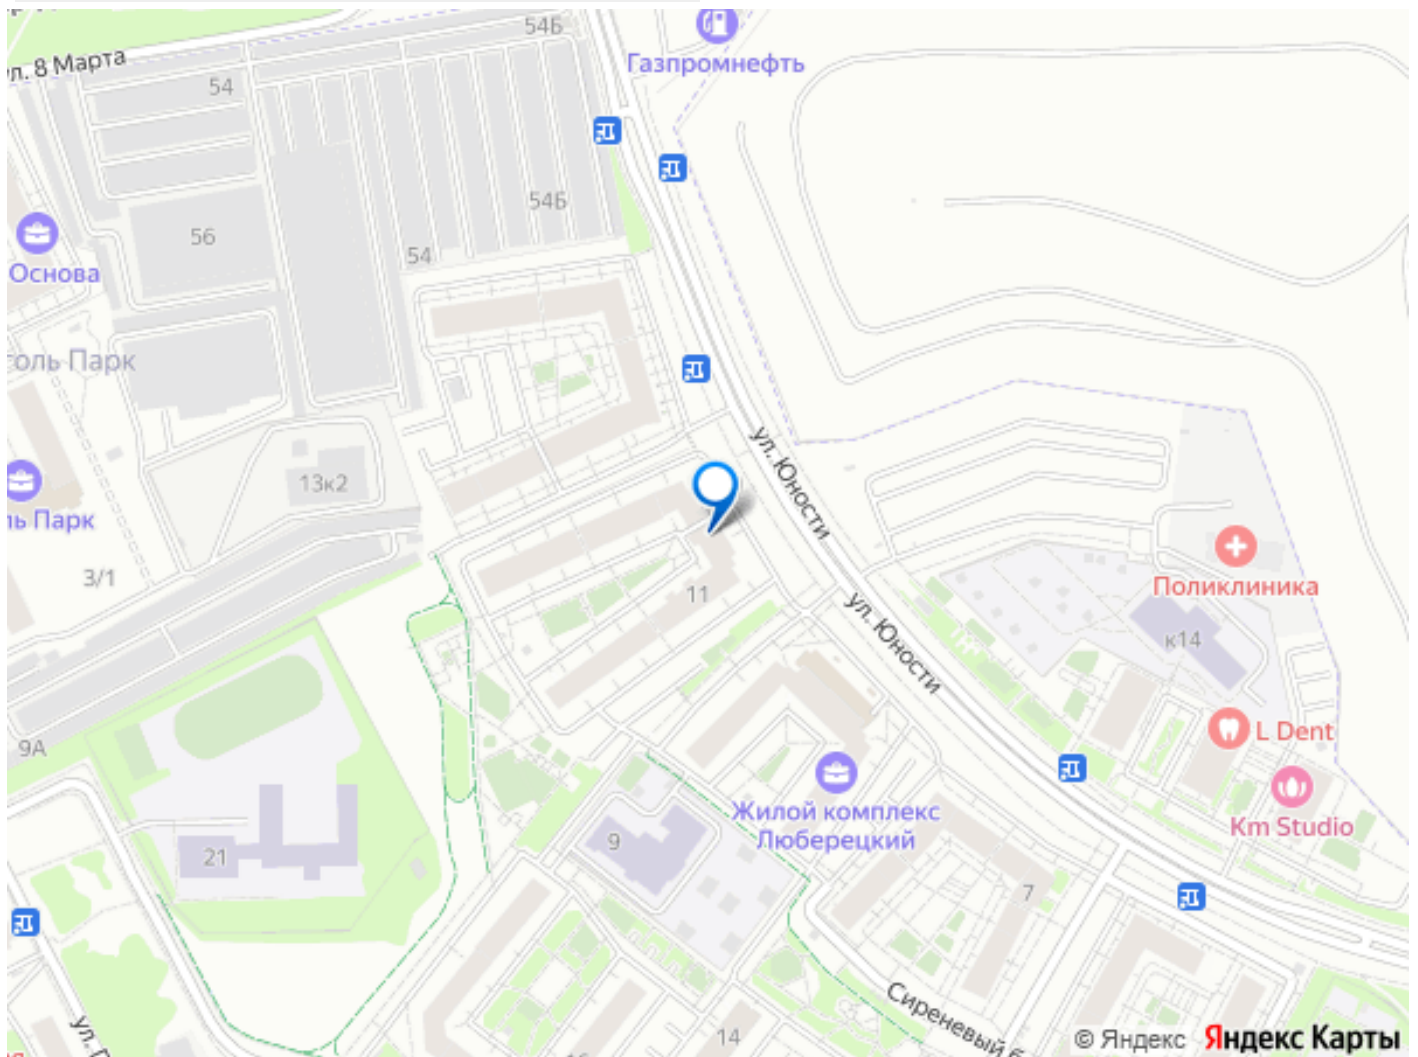 54Б
Газпромнефть
ул. 8 Марта
54
54Б
56
54
Основа
голь Парк
13к2
ль Парк
3/1
ул. Юности
Поликлиника
11
ул. Юности
к14
L Dent
9А
Жилой комплекс
Люберецкий
Km Studio
9
21
7
Сиреневый б
14
© Яндекс Яндекс Карты